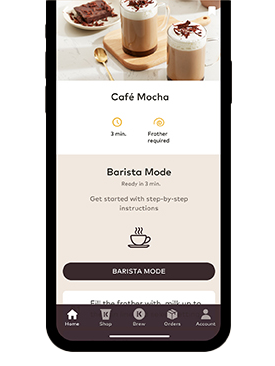 Café Mocha
3 min.
Frother
required
Barista Mode
Ready in 3 min.
Get started with step-by-step
instructions
BARISTA MODE
Fill the frother with milk up to
Home
Shop
Brew
Orders
Account